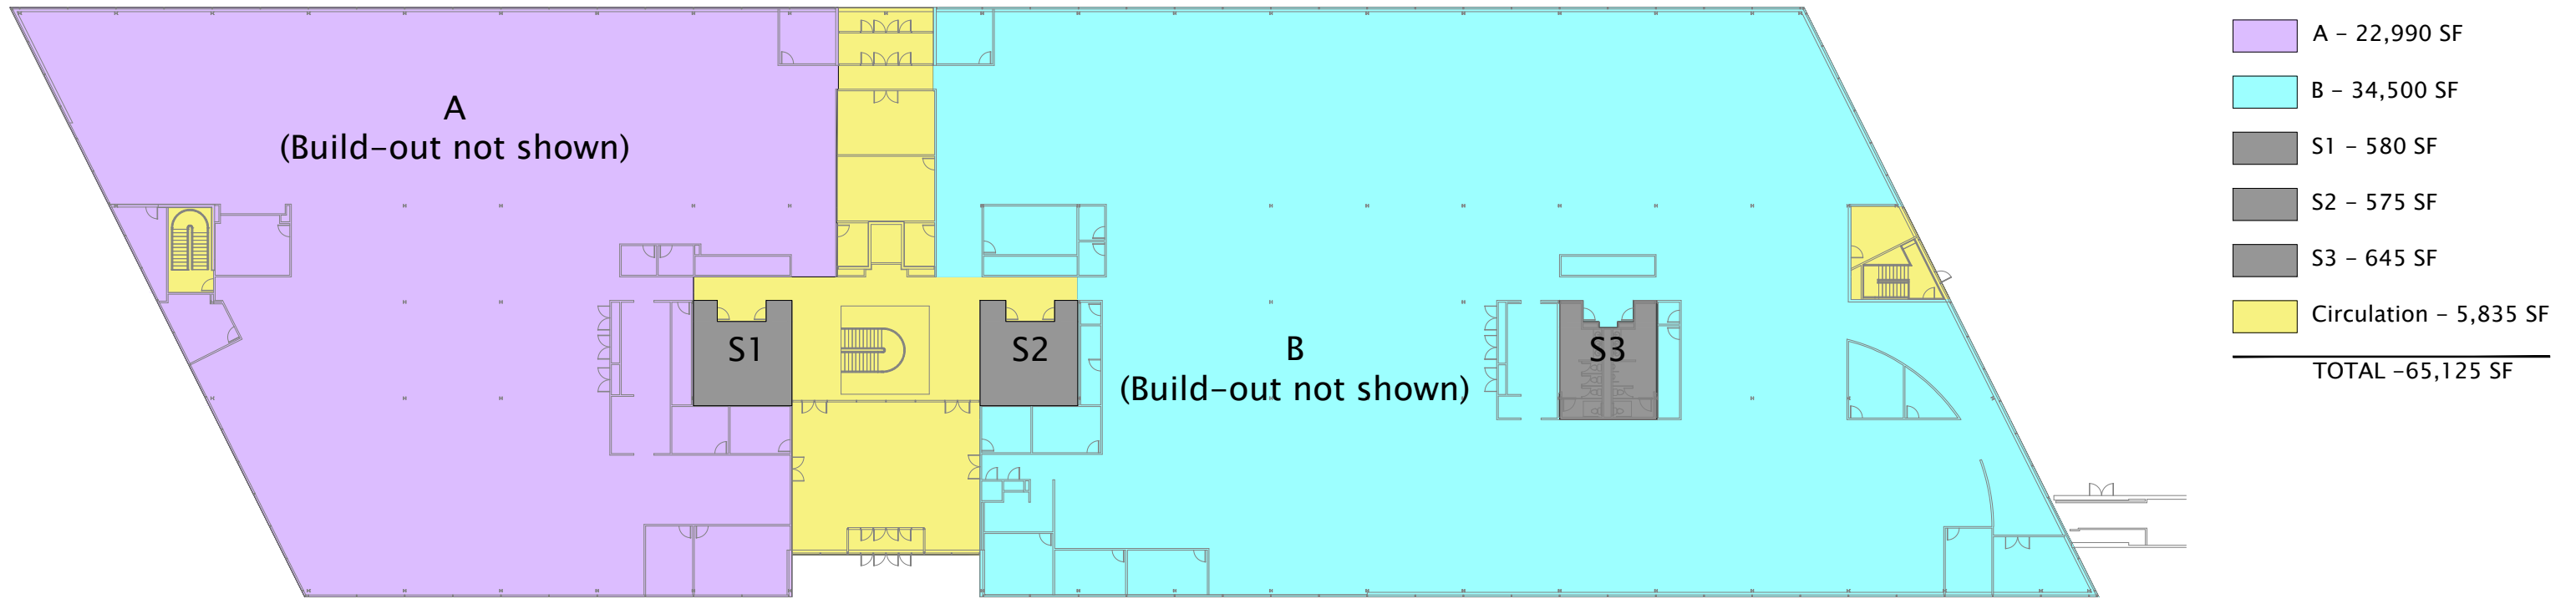 A
(Build-out not shown)
S1
S2
B
(Build-out not shown)
S3
A - 22,990 SF
B - 34,500 SF
S1 - 580 SF
S2 - 575 SF
S3 - 645 SF
Circulation - 5,835 SF
TOTAL -65,125 SF